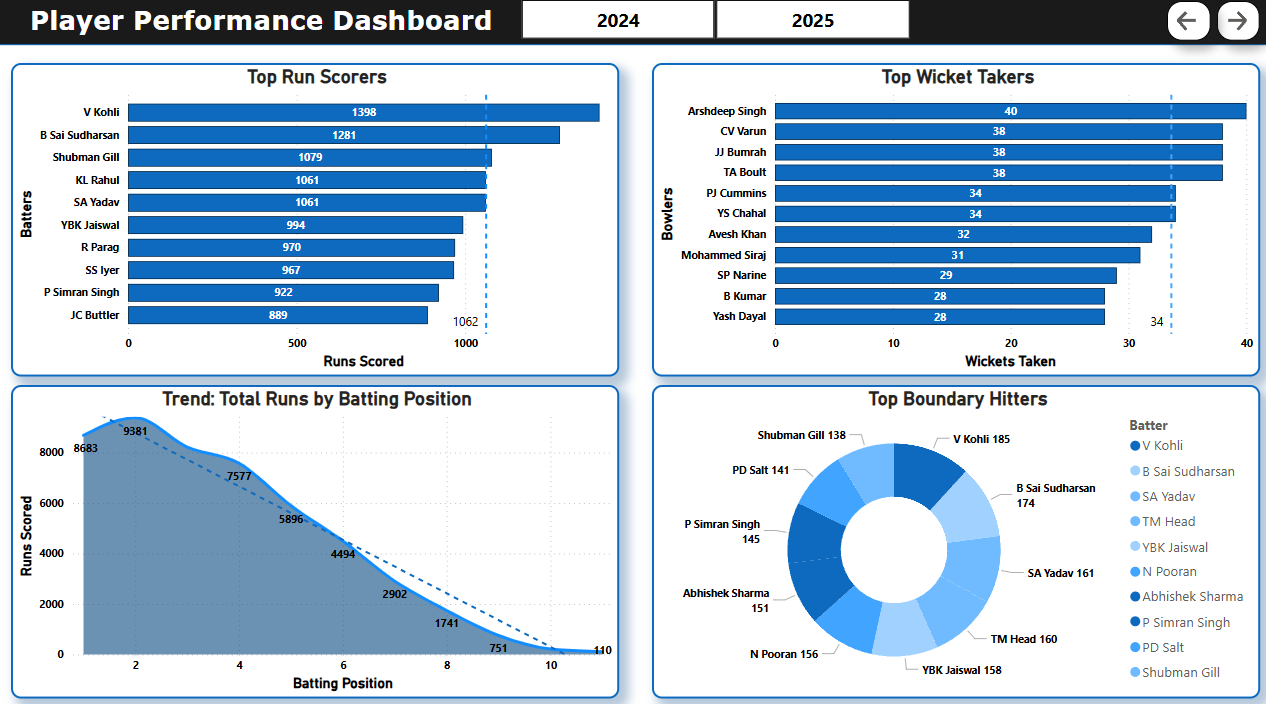 Player Performance Dashboard
2024
2025
Top Run Scorers
Batters
V Kohli 1398
B Sai Sudharsan 1281
Shubman Gill 1079
KL Rahul 1061
SA Yadav 1061
YBK Jaiswal 994
R Parag 970
SS Iyer 967
P Simran Singh 922
JC Buttler 889
1062
0 500 1000
Runs Scored
Top Wicket Takers
Bowlers
Arshdeep Singh 40
CV Varun 38
JJ Bumrah 38
TA Boult 38
PJ Cummins 34
YS Chahal 34
Avesh Khan 32
Mohammed Siraj 31
SP Narine 29
B Kumar 28
Yash Dayal 28
34
0 10 20 30 40
Wickets Taken
Trend: Total Runs by Batting Position
Runs Scored
8000
6000
4000
2000
0
8683
9381
7577
5896
4494
2902
1741
751
110
2 4 6 8 10
Batting Position
Top Boundary Hitters
Shubman Gill 138
V Kohli 185
PD Salt 141
B Sai Sudharsan
174
P Simran Singh
145
SA Yadav 161
Abhishek Sharma
151
TM Head 160
N Pooran 156
YBK Jaiswal 158
Batter
V Kohli
B Sai Sudharsan
SA Yadav
TM Head
YBK Jaiswal
N Pooran
Abhishek Sharma
P Simran Singh
PD Salt
Shubman Gill